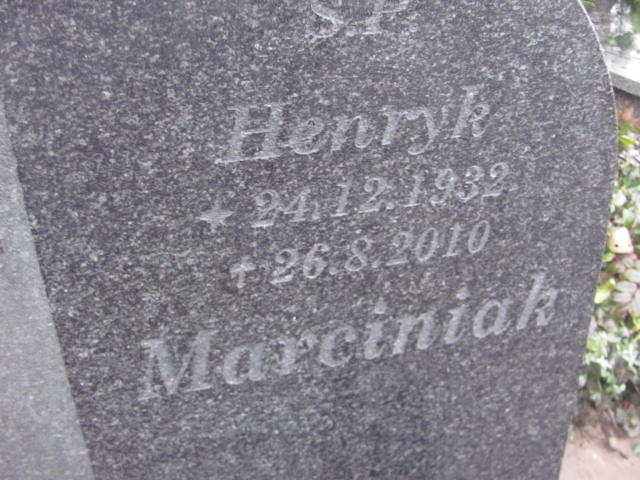 Ś.P.
Henryk
★ 24.12.1932
✝ 26.8.2010
Marciniak